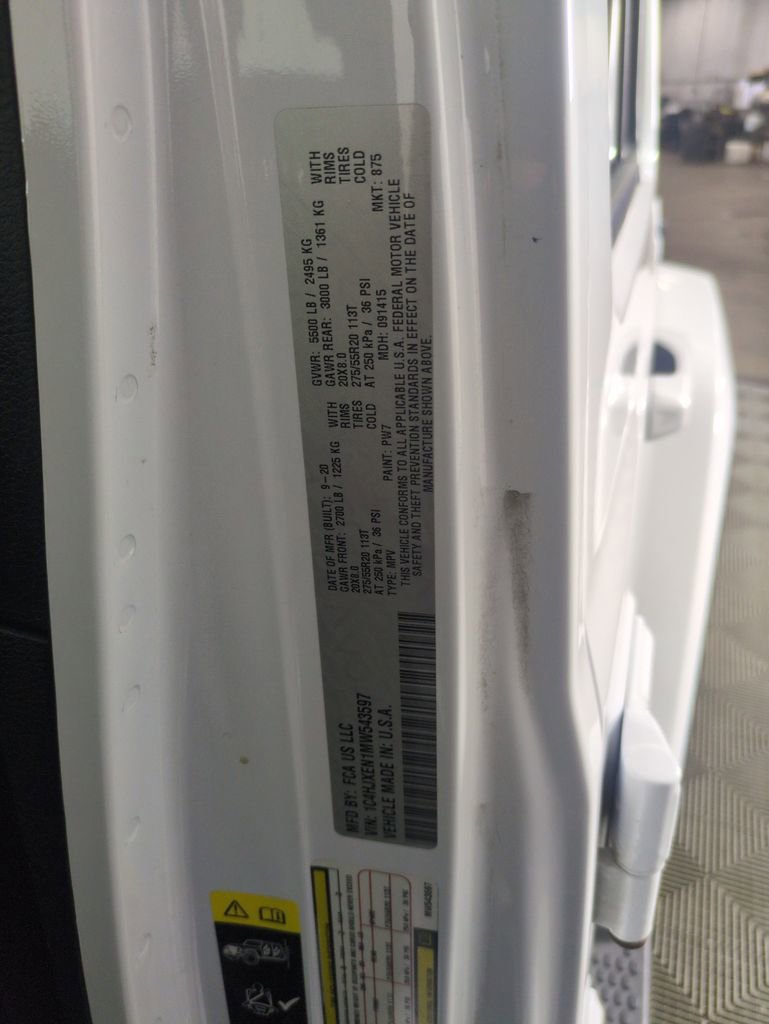 MFD BY: FCA US LLC
VIN: 1C4HJXEN1MW543597
VEHICLE MADE IN: U.S.A.
DATE OF MFR (BUILT): 9-20
GAWR FRONT: 2700 LB / 1225 KG WITH
20X8.0 RIMS
275/55R20 113T TIRES
AT 250 kPa / 36 PSI COLD
TYPE: MPV PAINT: PW7
GVWR: 5500 LB / 2495 KG
GAWR REAR: 3000 LB / 1361 KG WITH
20X8.0 RIMS
275/55R20 113T TIRES
AT 250 kPa / 36 PSI COLD
MDH: 091415 MKT: 875
THIS VEHICLE CONFORMS TO ALL APPLICABLE U.S.A. FEDERAL MOTOR VEHICLE
SAFETY AND THEFT PREVENTION STANDARDS IN EFFECT ON THE DATE OF
MANUFACTURE SHOWN ABOVE.
MW543597